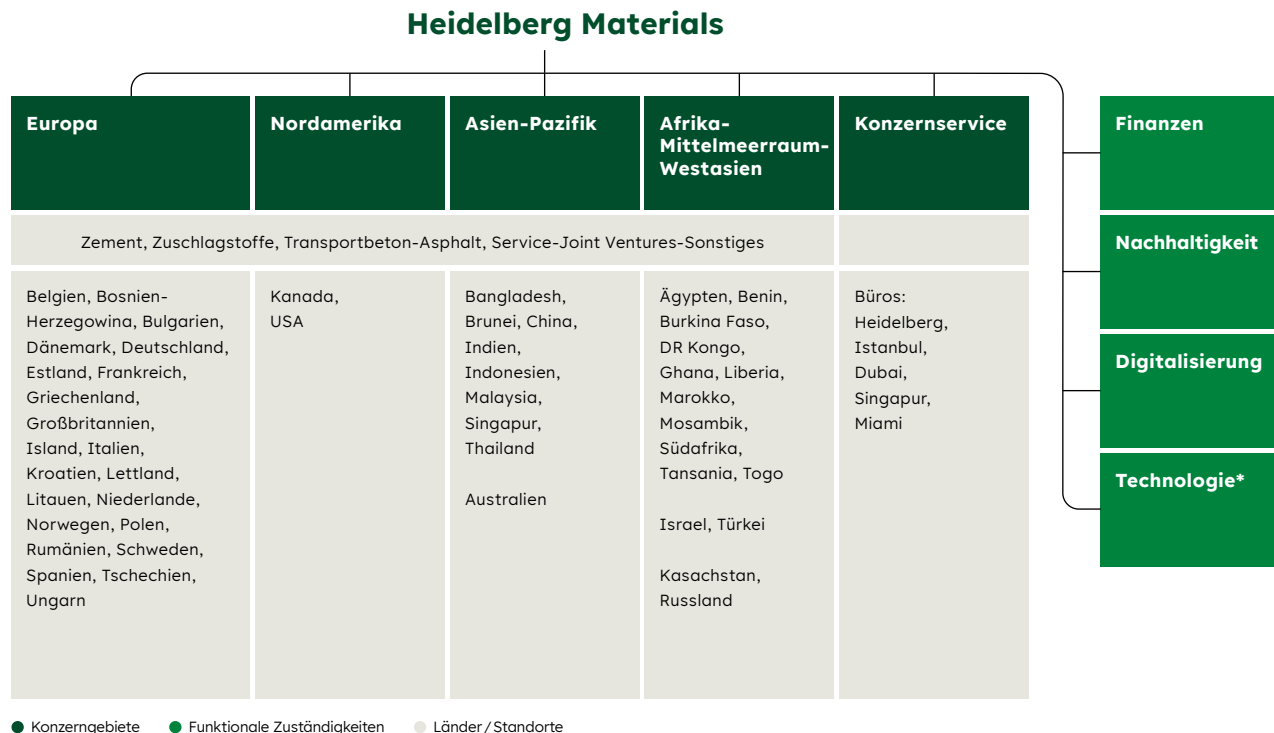 Heidelberg Materials
Europa
Nordamerika
Asien-Pazifik
Afrika-
Mittelmeerraum-
Westasien
Konzernservice
Zement, Zuschlagstoffe, Transportbeton-Asphalt, Service-Joint Ventures-Sonstiges
Belgien, Bosnien-
Herzegowina, Bulgarien,
Dänemark, Deutschland,
Estland, Frankreich,
Griechenland,
Großbritannien,
Island, Italien,
Kroatien, Lettland,
Litauen, Niederlande,
Norwegen, Polen,
Rumänien, Schweden,
Spanien, Tschechien,
Ungarn
Kanada,
USA
Bangladesh,
Brunei, China,
Indien,
Indonesien,
Malaysia,
Singapur,
Thailand
Australien
Ägypten, Benin,
Burkina Faso,
DR Kongo,
Ghana, Liberia,
Marokko,
Mosambik,
Südafrika,
Tansania, Togo
Israel, Türkei
Kasachstan,
Russland
Büros:
Heidelberg,
Istanbul,
Dubai,
Singapur,
Miami
Finanzen
Nachhaltigkeit
Digitalisierung
Technologie*
Konzerngebiete
Funktionale Zuständigkeiten
Länder / Standorte